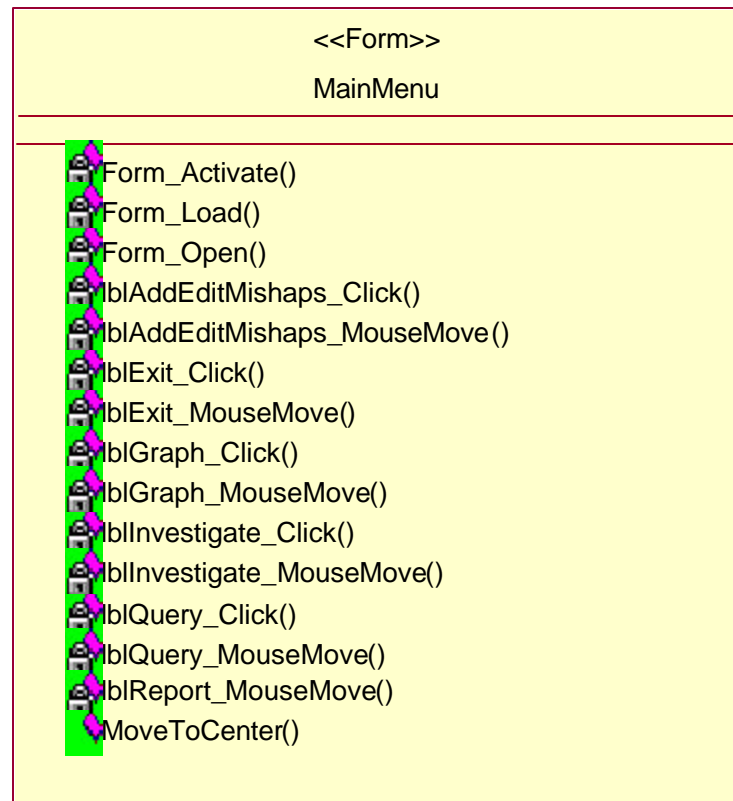 <<Form>>
MainMenu
Form_Activate()
Form_Load()
Form_Open()
lblAddEditMishaps_Click()
lblAddEditMishaps_MouseMove()
lblExit_Click()
lblExit_MouseMove()
lblGraph_Click()
lblGraph_MouseMove()
lblInvestigate_Click()
lblInvestigate_MouseMove()
lblQuery_Click()
lblQuery_MouseMove()
lblReport_MouseMove()
MoveToCenter()